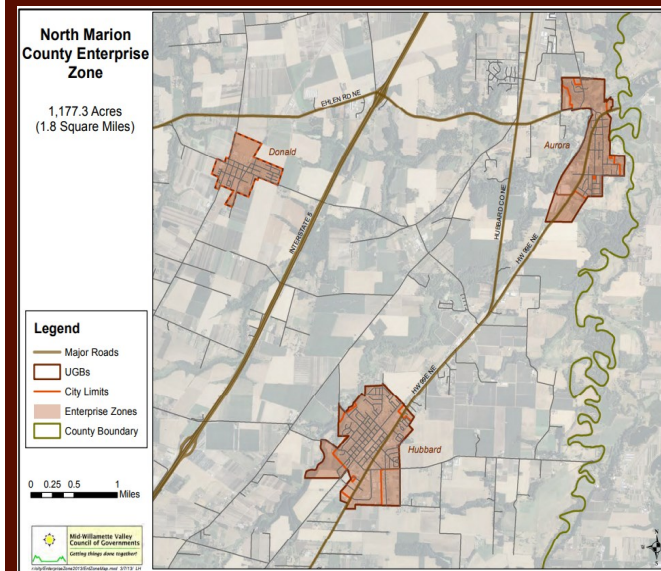 North Marion
County Enterprise
Zone
1,177.3 Acres
(1.8 Square Miles)
EHLEN RD NE
Donald
Aurora
INTERSTATE 5
HUBBARD CO NE
HW 99E NE
HW 99E NE
Hubbard
Legend
Major Roads
UGBs
City Limits
Enterprise Zones
County Boundary
0 0.25 0.5 1
Miles
Mid-Willamette Valley
Council of Governments
Getting things done together!